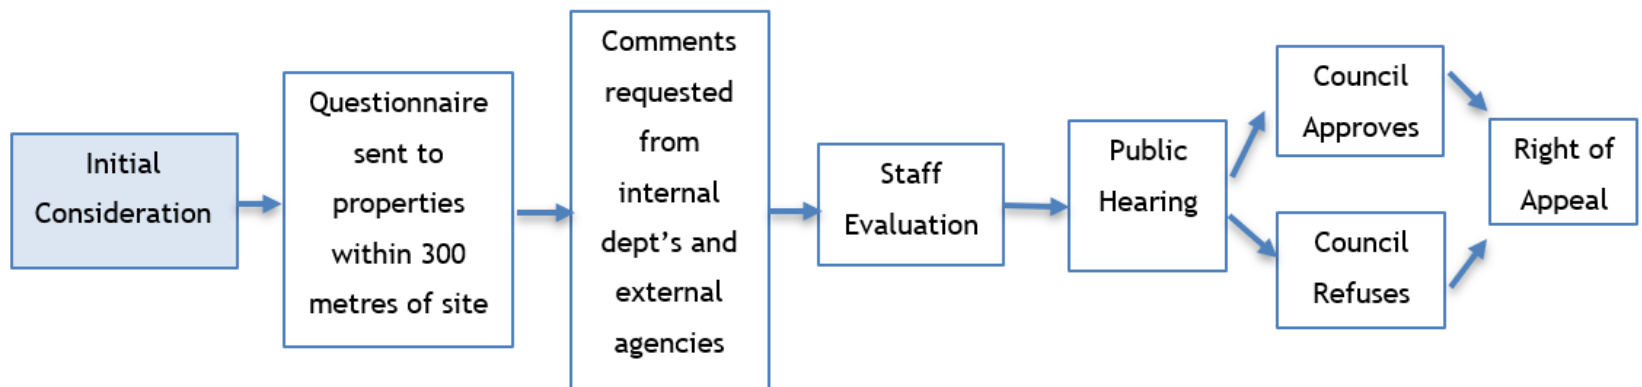 Initial
Consideration
Questionnaire
sent to
properties
within 300
metres of site
Comments
requested
from
internal
dept’s and
external
agencies
Staff
Evaluation
Public
Hearing
Council
Approves
Council
Refuses
Right of
Appeal